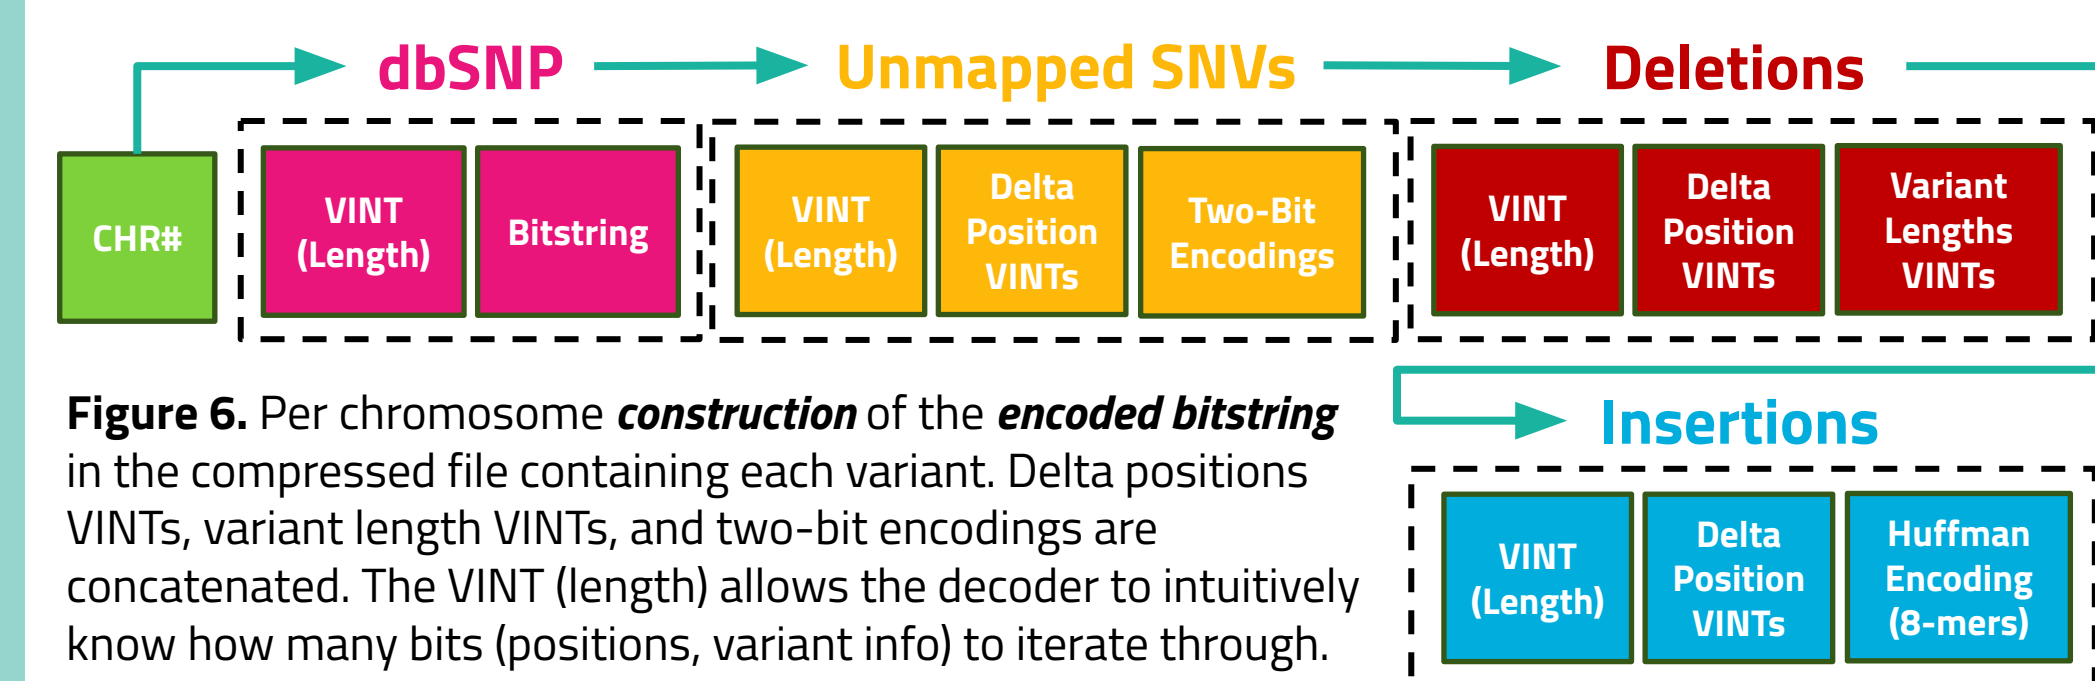 dbSNP
Unmapped SNVs
Deletions
CHR#
VINT
(Length)
Bitstring
VINT
(Length)
Delta
Position
VINTs
Two-Bit
Encodings
VINT
(Length)
Delta
Position
VINTs
Variant
Lengths
VINTs
Figure 6. Per chromosome construction of the encoded bitstring
in the compressed file containing each variant. Delta positions
VINTs, variant length VINTs, and two-bit encodings are
concatenated. The VINT (length) allows the decoder to intuitively
know how many bits (positions, variant info) to iterate through.
Insertions
VINT
(Length)
Delta
Position
VINTs
Huffman
Encoding
(8-mers)